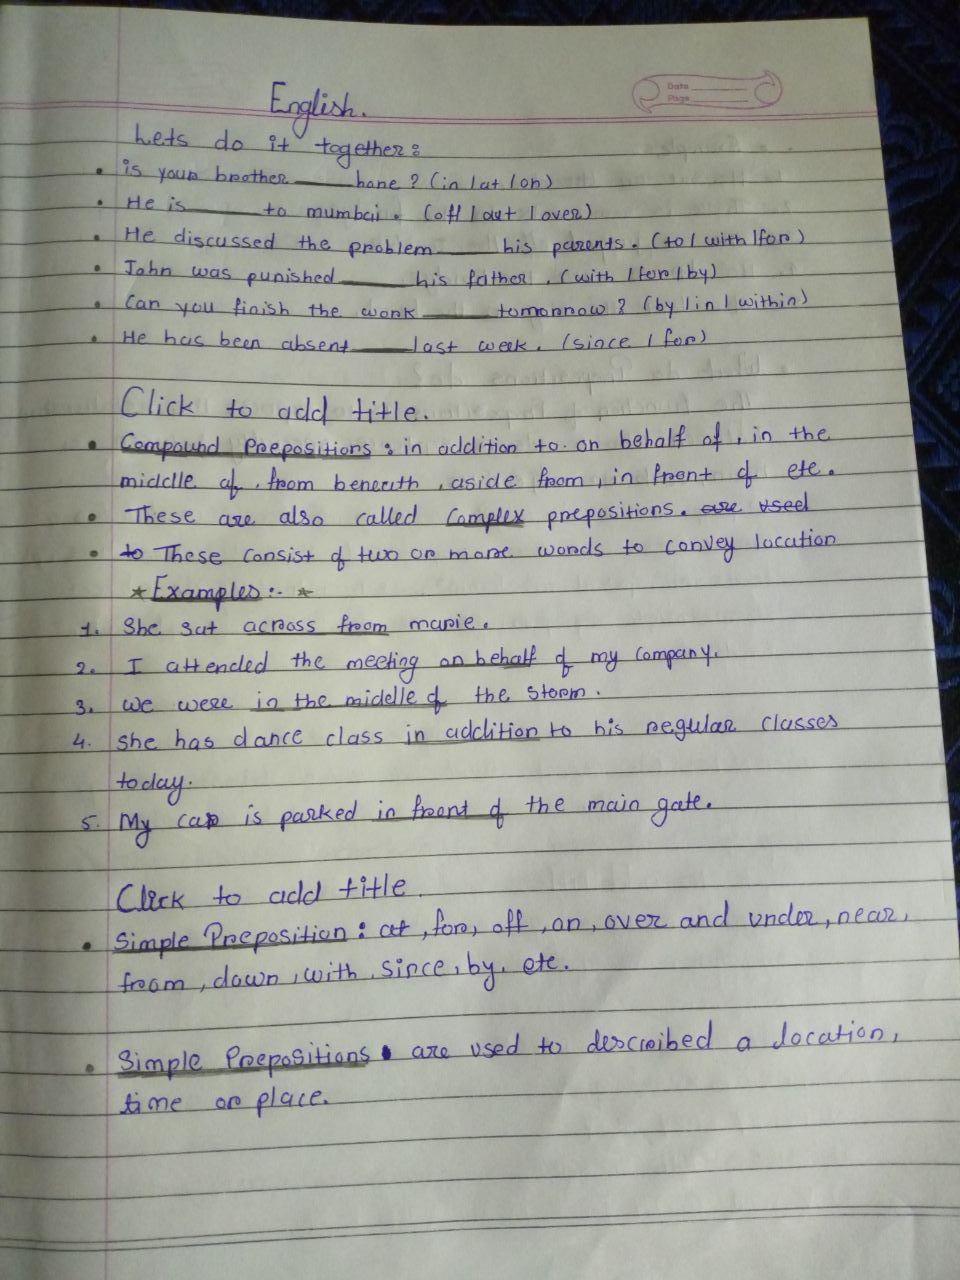 Date
Page
English.
Lets do it together :
• is your brother ____ hone ? (in / at / on)
• He is ____ to mumbai . (off / out / over)
• He discussed the problem ____ his parents . (to / with / for)
• John was punished ____ his father . (with / for / by)
• Can you finish the work ____ tomorrow ? (by / in / within)
• He has been absent ____ last week . (since / for)
Click to add title.
• Compound Prepositions : in addition to. on behalf of , in the
middle of , from beneath , aside from , in front of etc .
• These are also called Complex prepositions. are used
• to These consist of two or more words to convey location
* Examples :- *
1. She sat across from marie .
2. I attended the meeting on behalf of my Company.
3. we were in the midelle of the storm .
4. she has dance class in addition to his regular classes
today.
5. My car is parked in front of the main gate .
Click to add title .
• Simple Preposition : at , for, off , on , over and under , near ,
from , down , with , since , by , etc .
• Simple Prepositions • are used to described a location ,
time or place.